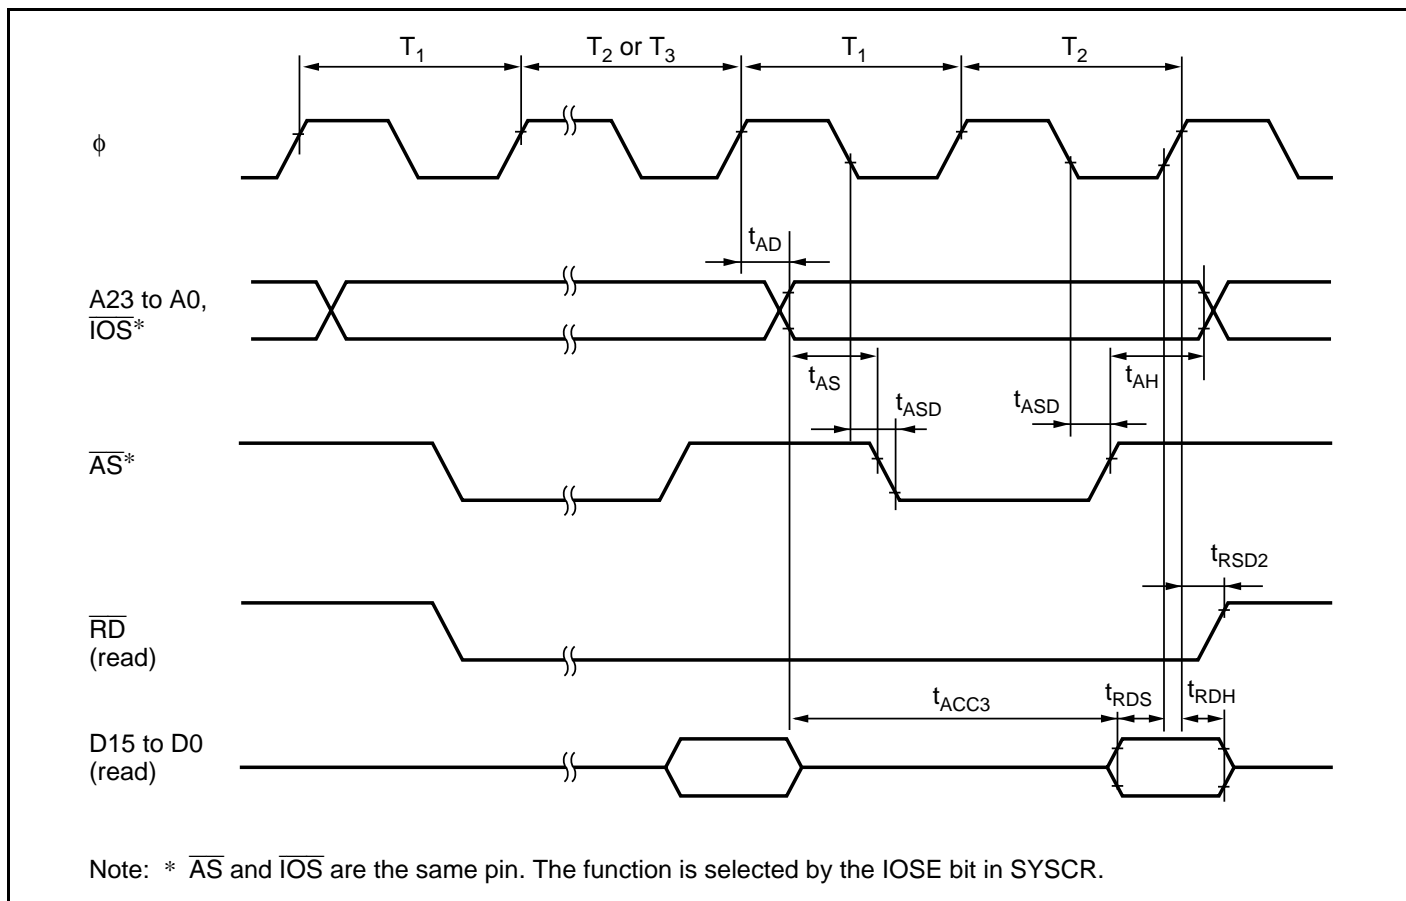 T1 T2 or T3 T1 T2
ϕ
tAD
A23 to A0,
IOS*
tAS tAH
tASD tASD
AS*
tRSD2
RD
(read)
tACC3 tRDS tRDH
D15 to D0
(read)
Note: * AS and IOS are the same pin. The function is selected by the IOSE bit in SYSCR.